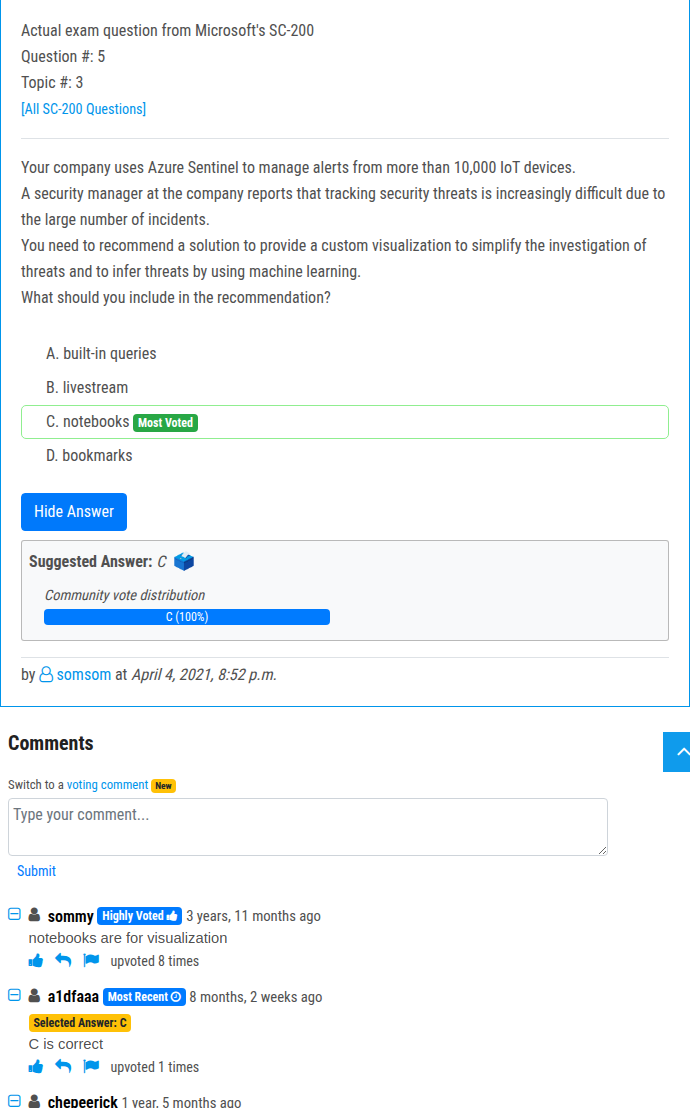 Actual exam question from Microsoft's SC-200
Question #: 5
Topic #: 3
[All SC-200 Questions]
Your company uses Azure Sentinel to manage alerts from more than 10,000 IoT devices.
A security manager at the company reports that tracking security threats is increasingly difficult due to
the large number of incidents.
You need to recommend a solution to provide a custom visualization to simplify the investigation of
threats and to infer threats by using machine learning.
What should you include in the recommendation?
A. built-in queries
B. livestream
C. notebooks Most Voted
D. bookmarks
Hide Answer
Suggested Answer: C
Community vote distribution
C (100%)
by somsom at April 4, 2021, 8:52 p.m.
Comments
Switch to a voting comment New
Type your comment...
Submit
sommy Highly Voted 3 years, 11 months ago
notebooks are for visualization
upvoted 8 times
a1dfaaa Most Recent 8 months, 2 weeks ago
Selected Answer: C
C is correct
upvoted 1 times
chepeerick 1 year, 5 months ago